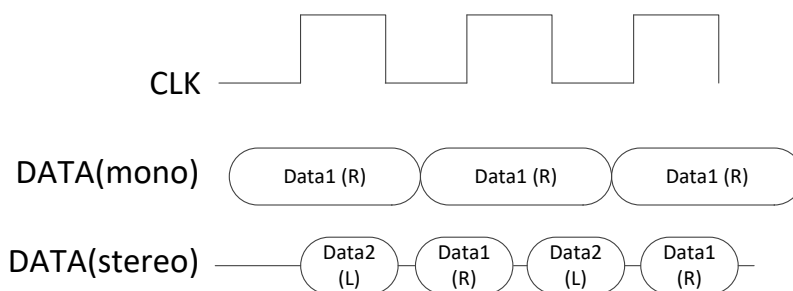 CLK
DATA(mono)
Data1 (R)
Data1 (R)
Data1 (R)
DATA(stereo)
Data2
(L)
Data1
(R)
Data2
(L)
Data1
(R)